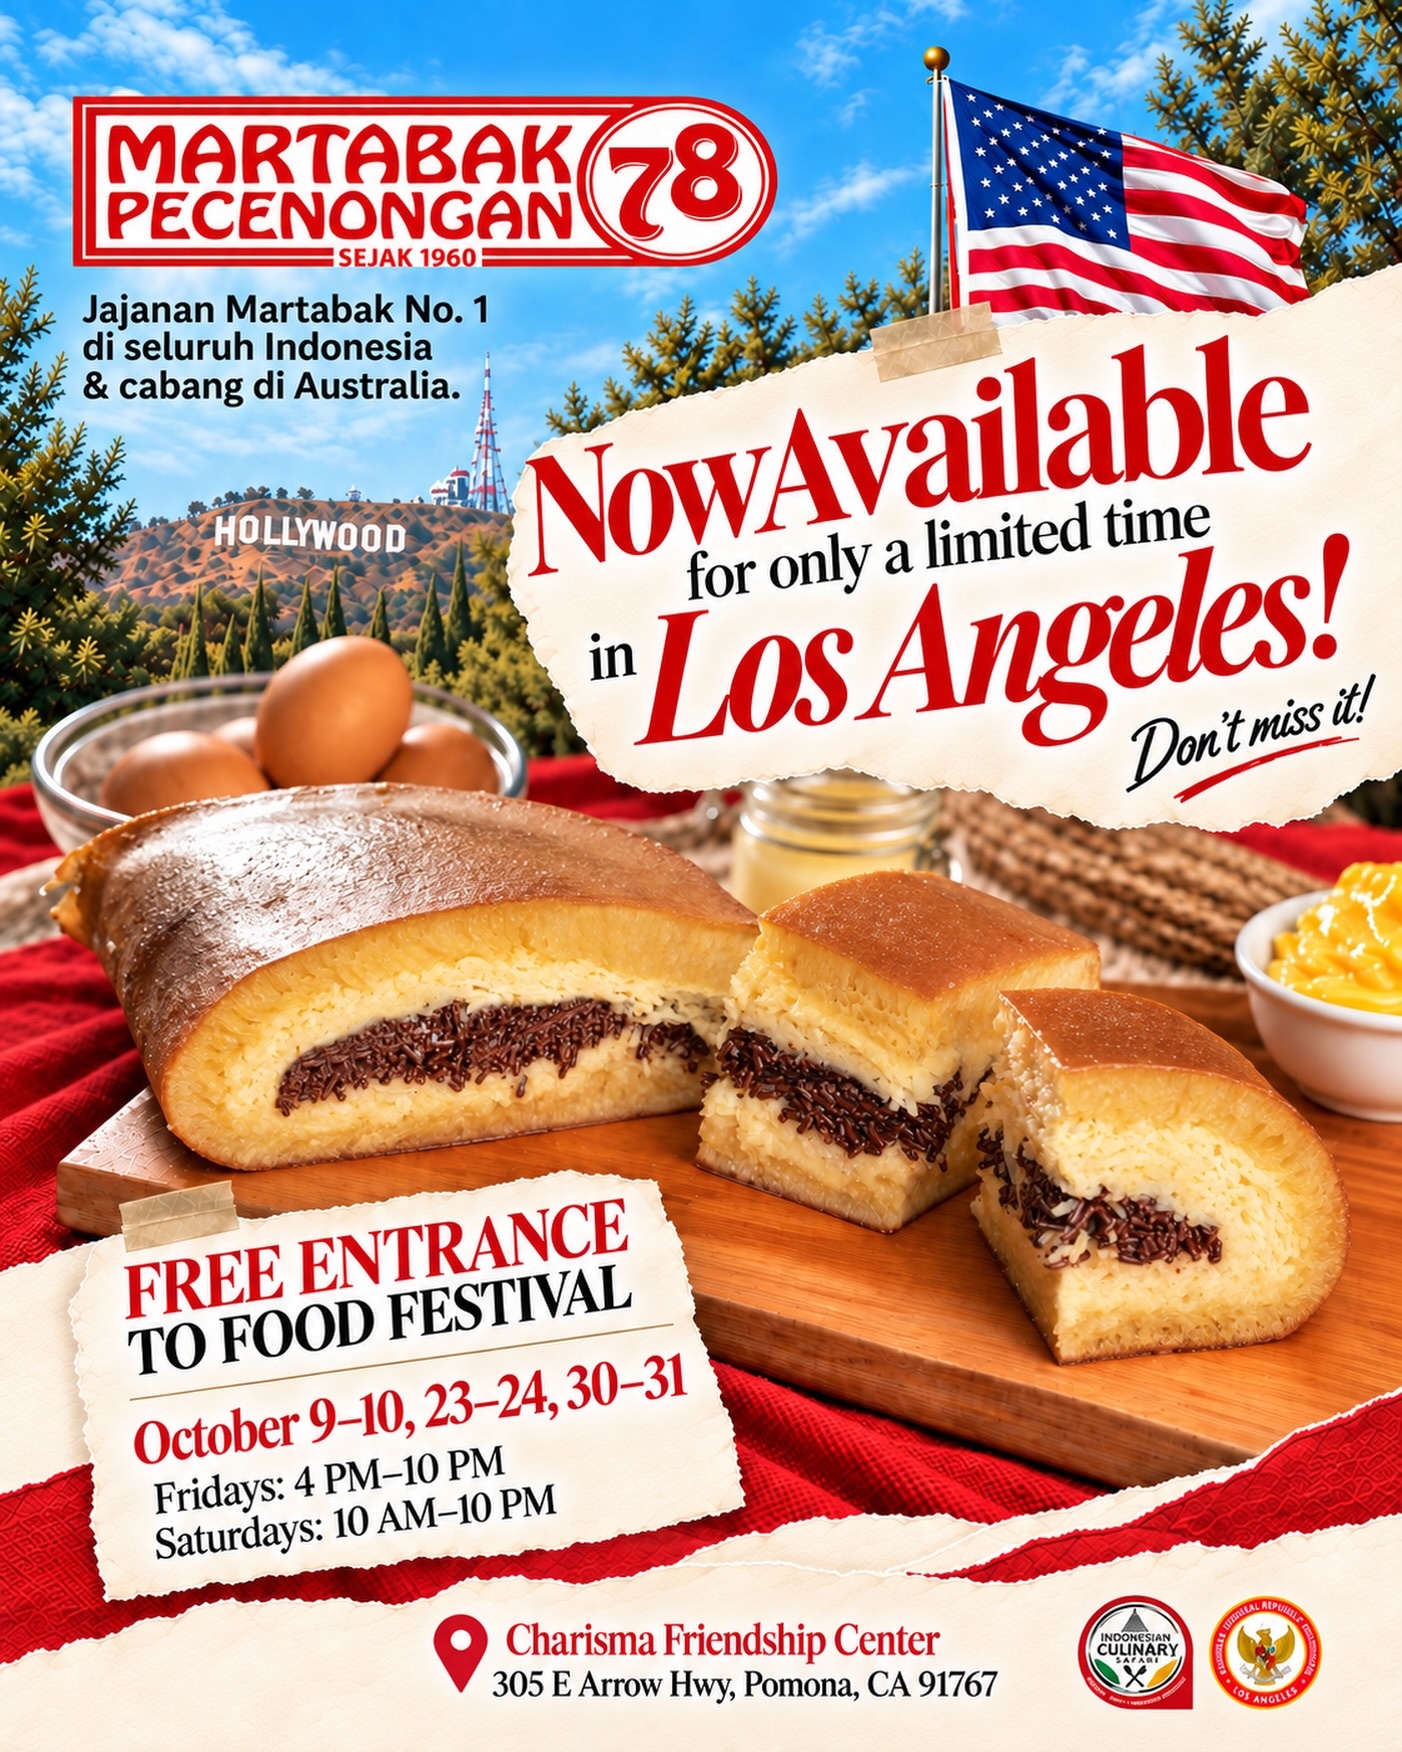 MARTABAK
PECENONGAN
78
SEJAK 1960
Jajanan Martabak No. 1
di seluruh Indonesia
& cabang di Australia.
HOLLYWOOD
Now Available
for only a limited time
in Los Angeles!
Don't miss it!
FREE ENTRANCE
TO FOOD FESTIVAL
October 9–10, 23–24, 30–31
Fridays: 4 PM–10 PM
Saturdays: 10 AM–10 PM
Charisma Friendship Center
305 E Arrow Hwy, Pomona, CA 91767
INDONESIAN
CULINARY
SAFARI
LOS ANGELES